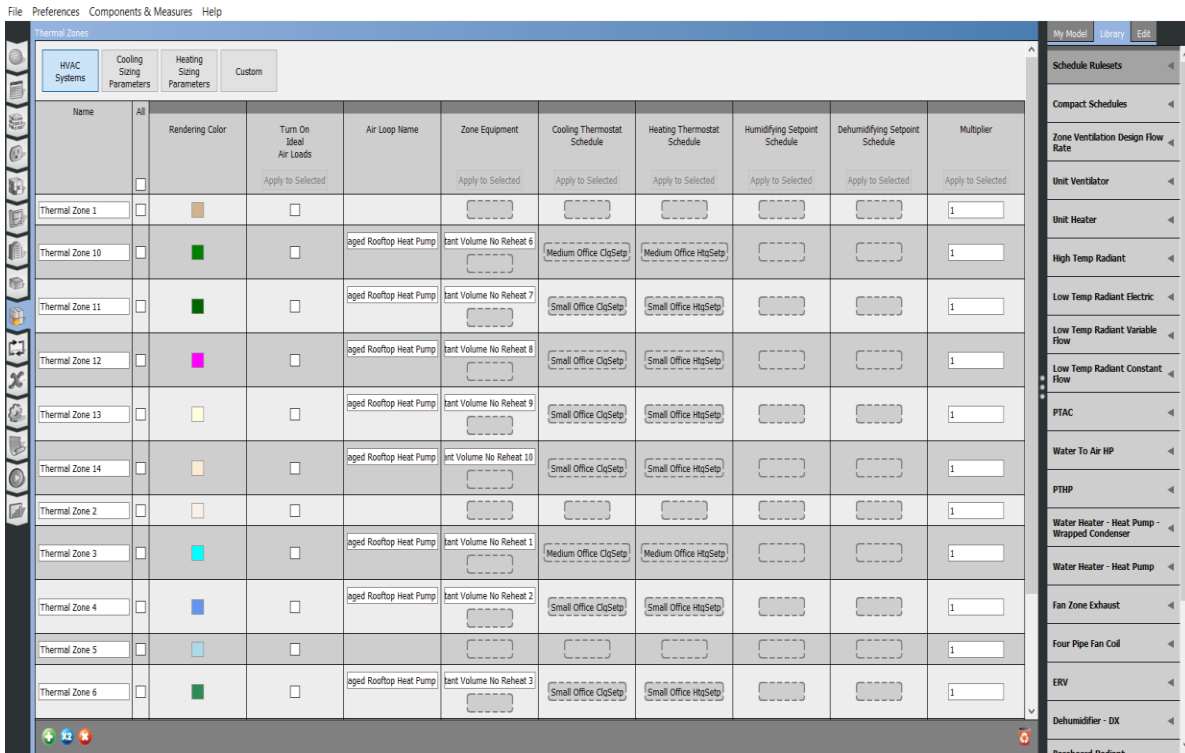 File Preferences Components & Measures Help
Thermal Zones
My Model Library Edit
HVAC
Systems
Cooling
Sizing
Parameters
Heating
Sizing
Parameters
Custom
Name All Rendering Color Turn On
Ideal
Air Loads Air Loop Name Zone Equipment Cooling Thermostat
Schedule Heating Thermostat
Schedule Humidifying Setpoint
Schedule Dehumidifying Setpoint
Schedule Multiplier
Apply to Selected Apply to Selected Apply to Selected Apply to Selected Apply to Selected Apply to Selected Apply to Selected
Thermal Zone 1 1
Thermal Zone 10 aged Rooftop Heat Pump tant Volume No Reheat 6 Medium Office ClgSetp Medium Office HtgSetp 1
Thermal Zone 11 aged Rooftop Heat Pump tant Volume No Reheat 7 Small Office ClgSetp Small Office HtgSetp 1
Thermal Zone 12 aged Rooftop Heat Pump tant Volume No Reheat 8 Small Office ClgSetp Small Office HtgSetp 1
Thermal Zone 13 aged Rooftop Heat Pump tant Volume No Reheat 9 Small Office ClgSetp Small Office HtgSetp 1
Thermal Zone 14 aged Rooftop Heat Pump ant Volume No Reheat 10 Small Office ClgSetp Small Office HtgSetp 1
Thermal Zone 2 1
Thermal Zone 3 aged Rooftop Heat Pump tant Volume No Reheat 1 Medium Office ClgSetp Medium Office HtgSetp 1
Thermal Zone 4 aged Rooftop Heat Pump tant Volume No Reheat 2 Small Office ClgSetp Small Office HtgSetp 1
Thermal Zone 5 1
Thermal Zone 6 aged Rooftop Heat Pump tant Volume No Reheat 3 Small Office ClgSetp Small Office HtgSetp 1
x2
Schedule Rulesets
Compact Schedules
Zone Ventilation Design Flow
Rate
Unit Ventilator
Unit Heater
High Temp Radiant
Low Temp Radiant Electric
Low Temp Radiant Variable
Flow
Low Temp Radiant Constant
Flow
PTAC
Water To Air HP
PTHP
Water Heater - Heat Pump -
Wrapped Condenser
Water Heater - Heat Pump
Fan Zone Exhaust
Four Pipe Fan Coil
ERV
Dehumidifier - DX